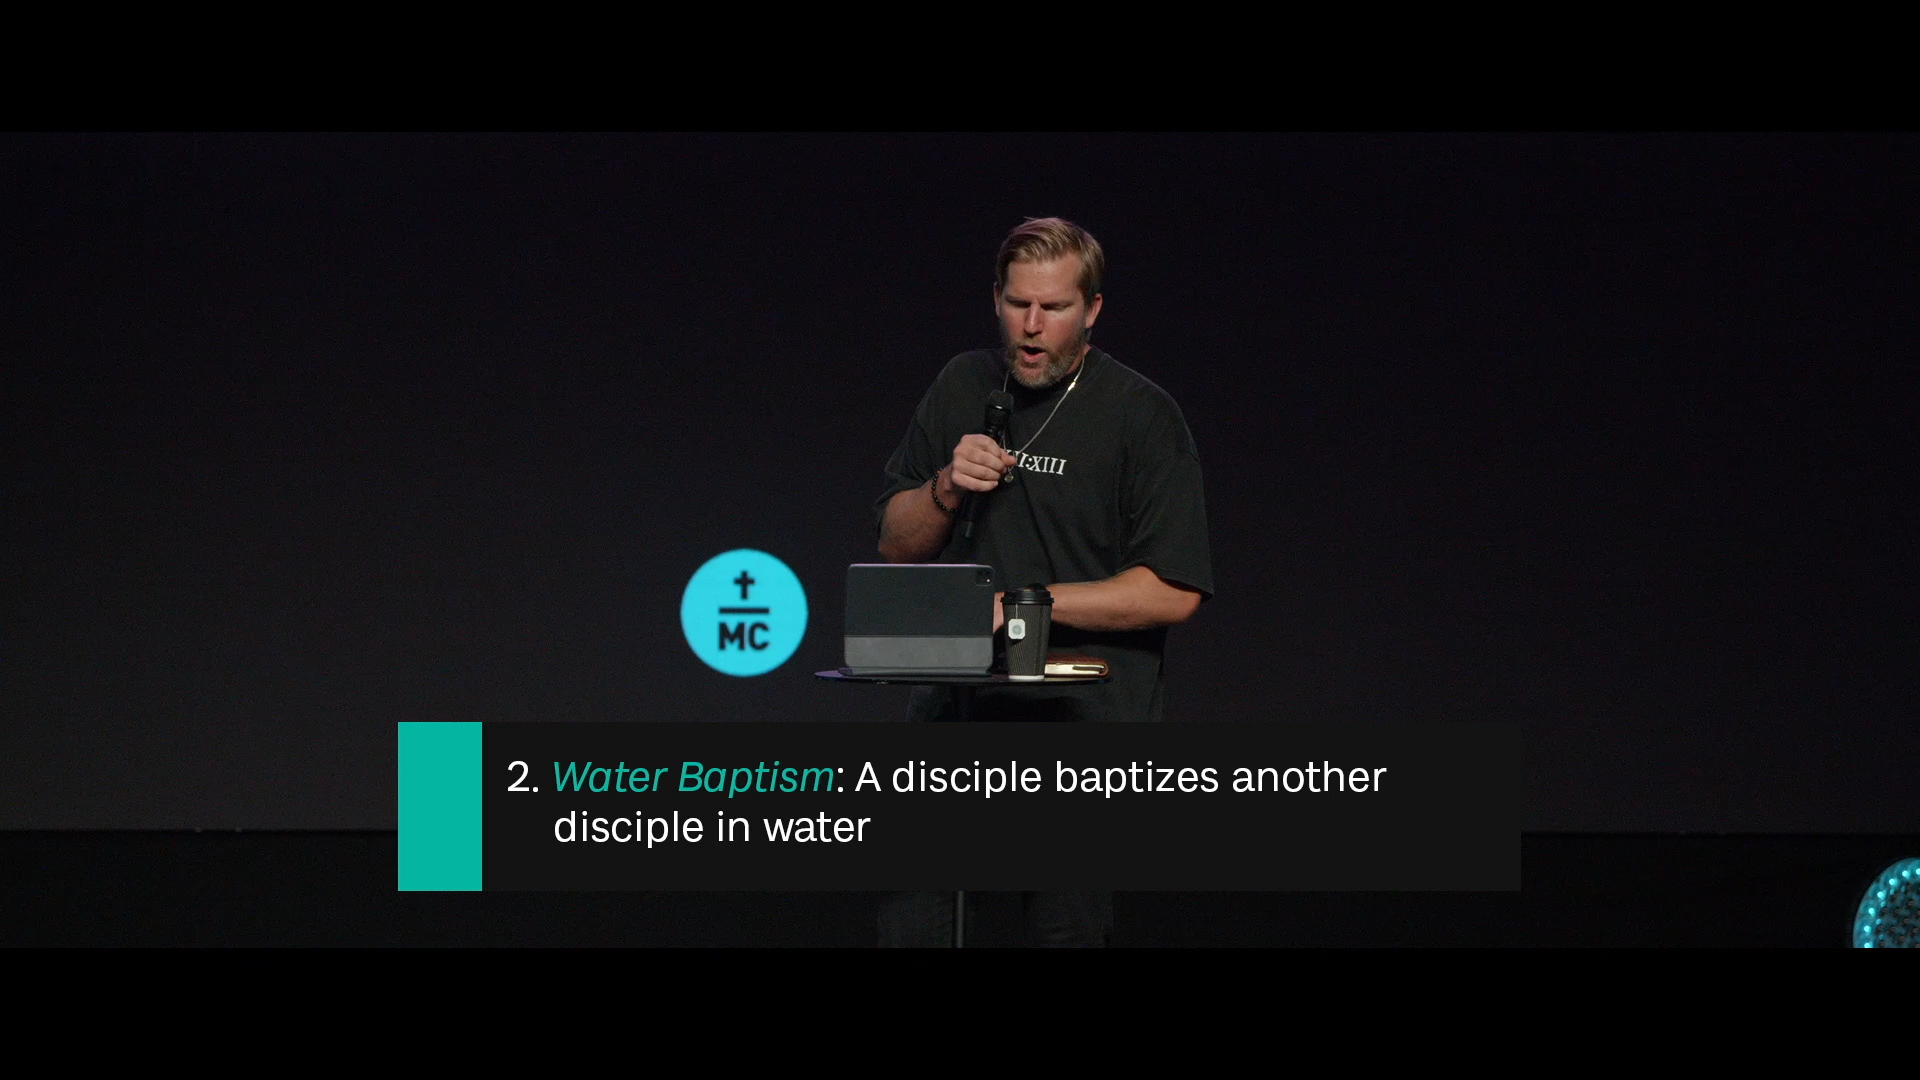 MC
2. Water Baptism: A disciple baptizes another
disciple in water